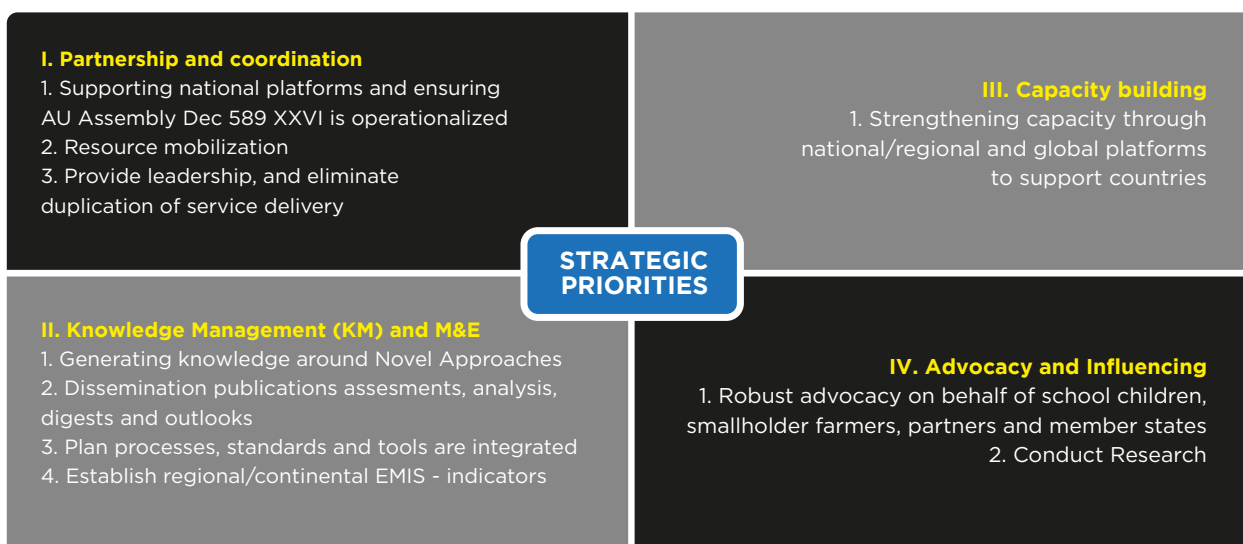 I. Partnership and coordination
1. Supporting national platforms and ensuring
AU Assembly Dec 589 XXVI is operationalized
2. Resource mobilization
3. Provide leadership, and eliminate
duplication of service delivery
II. Knowledge Management (KM) and M&E
1. Generating knowledge around Novel Approaches
2. Dissemination publications assesments, analysis,
digests and outlooks
3. Plan processes, standards and tools are integrated
4. Establish regional/continental EMIS - indicators
STRATEGIC
PRIORITIES
III. Capacity building
1. Strengthening capacity through
national/regional and global platforms
to support countries
IV. Advocacy and Influencing
1. Robust advocacy on behalf of school children,
smallholder farmers, partners and member states
2. Conduct Research